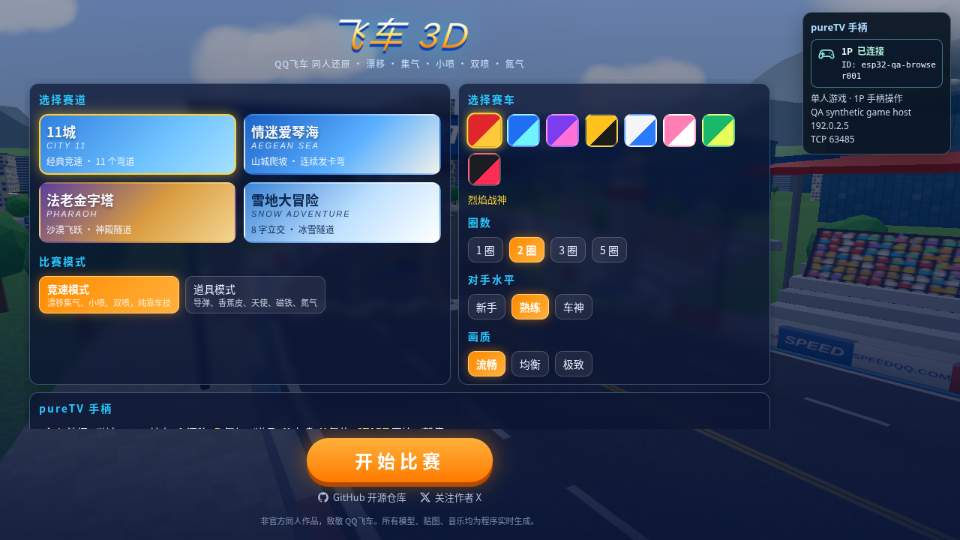 飞车 3D
QQ飞车 同人还原 • 漂移 • 集气 • 小喷 • 双喷 • 氮气
选择赛道
11城
CITY 11
经典竞速 • 11 个弯道
情迷爱琴海
AEGEAN SEA
山城爬坡 • 连续发卡弯
法老金字塔
PHARAOH
沙漠飞跃 • 神殿隧道
雪地大冒险
SNOW ADVENTURE
8 字立交 • 冰雪隧道
比赛模式
竞速模式
漂移集气、小喷、双喷，纯靠车技
道具模式
导弹、香蕉皮、天使、磁铁、氮气
选择赛车
烈焰战神
圈数
1 圈
2 圈
3 圈
5 圈
对手水平
新手
熟练
车神
画质
流畅
均衡
极致
pureTV 手柄
开始比赛
GitHub 开源仓库
关注作者 X
非官方同人作品，致敬 QQ飞车。所有模型、贴图、音乐均为程序实时生成。
pureTV 手柄
1P 已连接
ID: esp32-qa-browse
r001
单人游戏 · 1P 手柄操作
QA synthetic game host
192.0.2.5
TCP 63485
SPEED
SPEEDQQ.COM